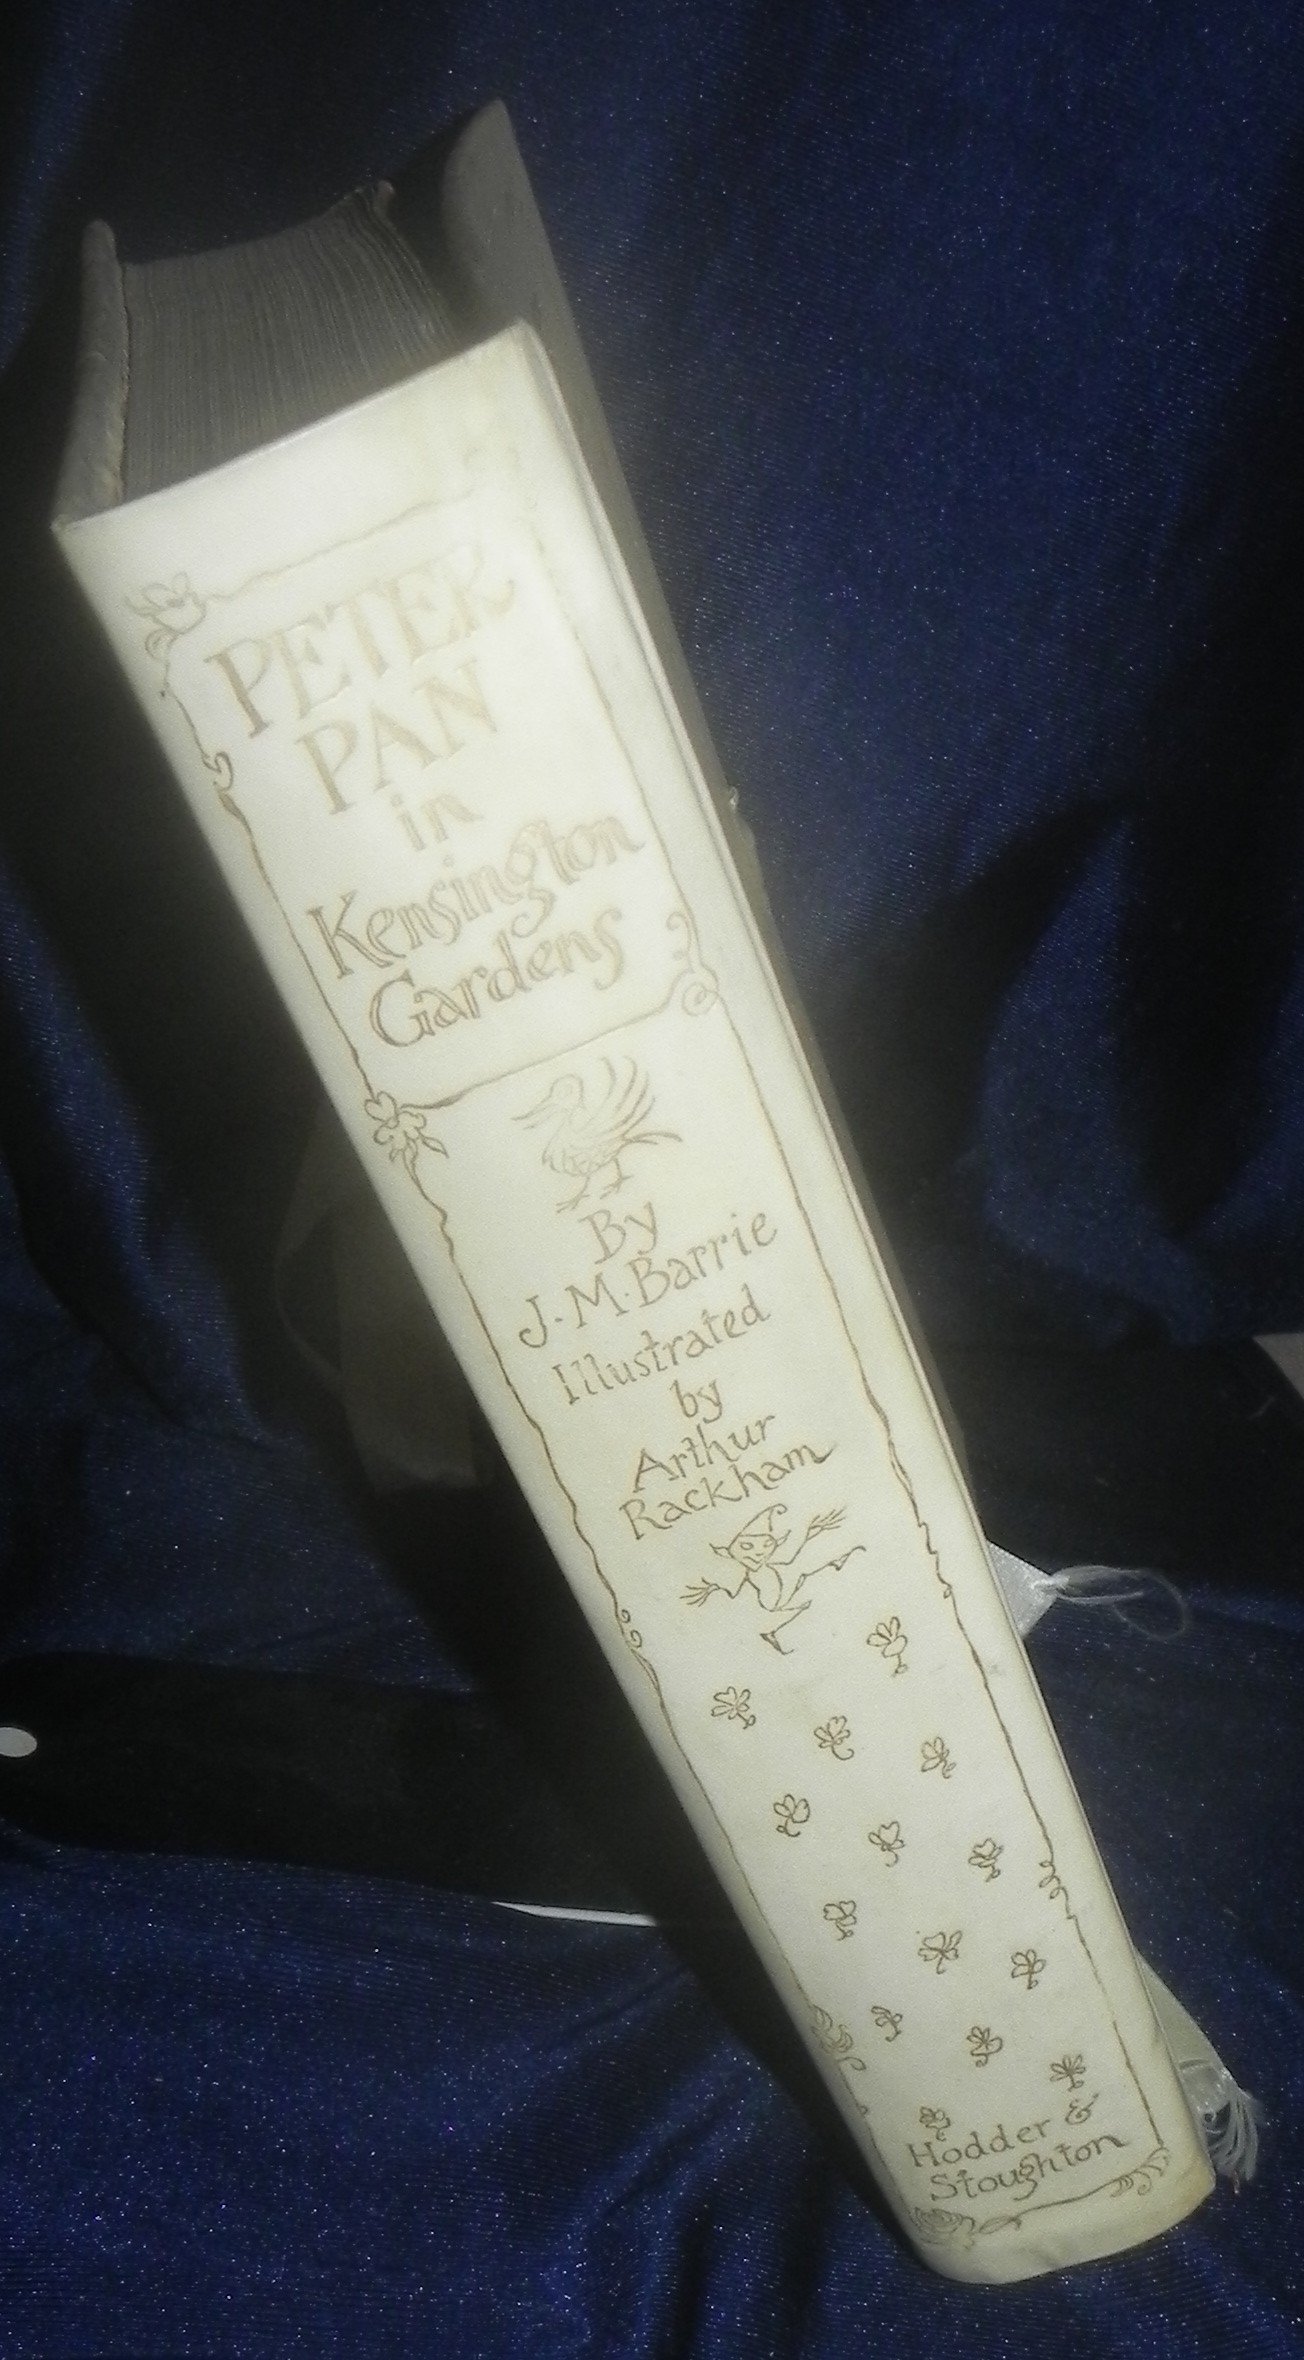 PETER
PAN
in
Kensington
Gardens
By
J.M.Barrie
Illustrated
by
Arthur
Rackham
Hodder &
Stoughton